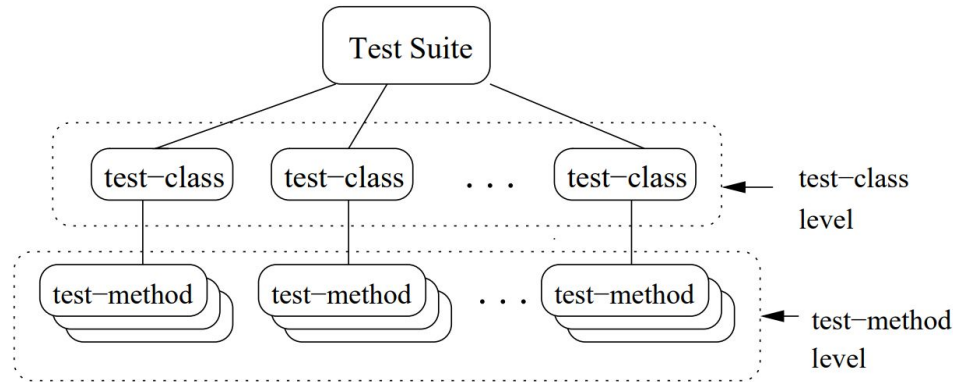 Test Suite
test−class
test−class
. . .
test−class
test−class
level
test−method
test−method
. . .
test−method
test−method
level